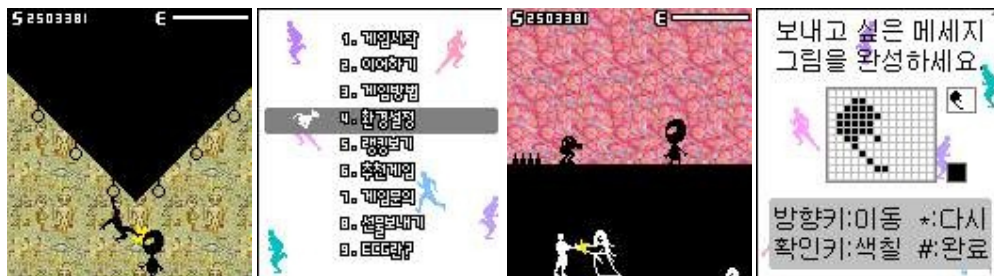 S 2503381 E
1. 게임시작
2. 이어하기
3. 게임방법
4. 환경설정
5. 랭킹보기
6. 추천게임
7. 게임문의
8. 선물보내기
9. EGG란?
S 2503381 E
보내고 싶은 메세지
그림을 완성하세요
방향키:이동 *:다시
확인키:색칠 #:완료